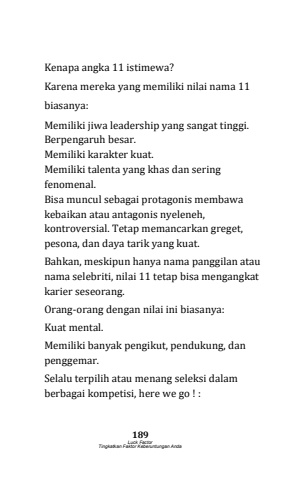 Kenapa angka 11 istimewa?
Karena mereka yang memiliki nilai nama 11
biasanya:
Memiliki jiwa leadership yang sangat tinggi.
Berpengaruh besar.
Memiliki karakter kuat.
Memiliki talenta yang khas dan sering
fenomenal.
Bisa muncul sebagai protagonis membawa
kebaikan atau antagonis nyeleneh,
kontroversial. Tetap memancarkan greget,
pesona, dan daya tarik yang kuat.
Bahkan, meskipun hanya nama panggilan atau
nama selebriti, nilai 11 tetap bisa mengangkat
karier seseorang.
Orang-orang dengan nilai ini biasanya:
Kuat mental.
Memiliki banyak pengikut, pendukung, dan
penggemar.
Selalu terpilih atau menang seleksi dalam
berbagai kompetisi, here we go ! :
189
Luck Factor
Tingkatkan Faktor Keberuntungan Anda